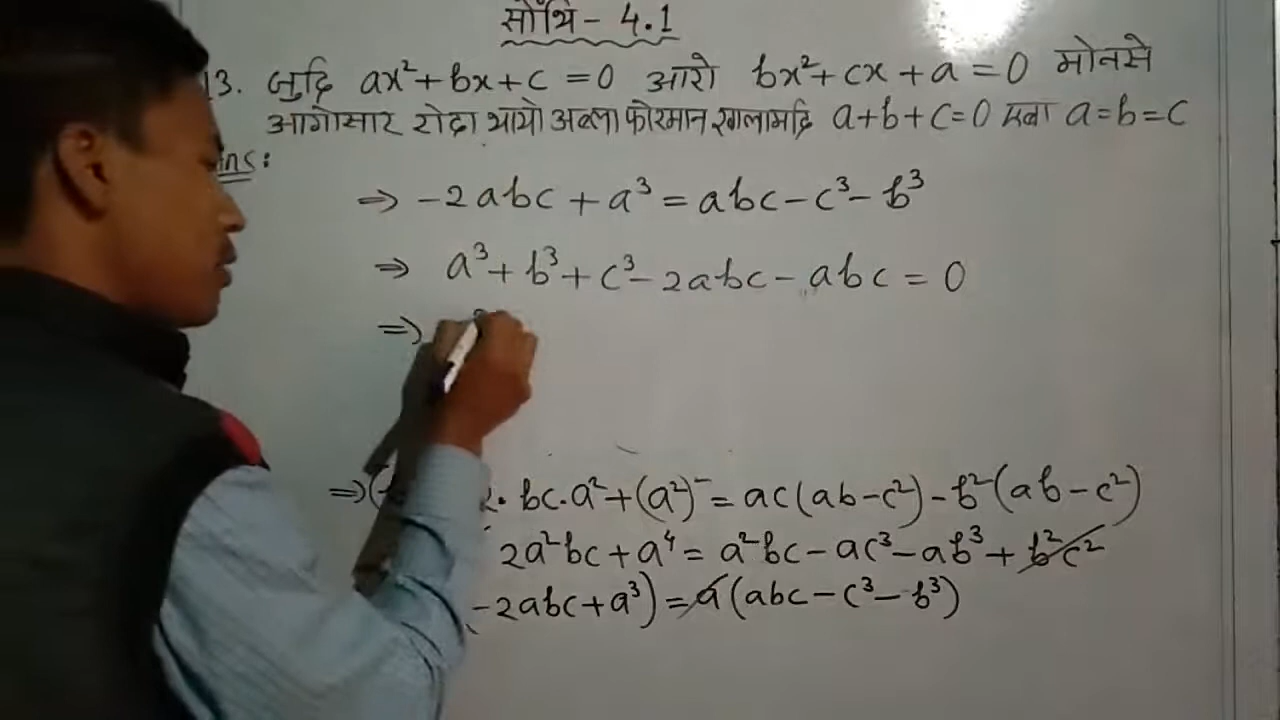 सोंथि - 4.1
13. जुदि ax² + bx + c = 0 आरो bx² + cx + a = 0 मोनसे
आगोसार रोदा थायो अब्ला फोरमान a + b + c = 0 एबा a = b = c
Ans:
⇒ -2abc + a³ = abc - c³ - b³
⇒ a³ + b³ + c³ - 2abc - abc = 0
⇒
⇒ ( bc.a² + (a²)² = ac(ab - c²) - b²(ab - c²)
2a²bc + a⁴ = a²bc - ac³ - ab³ + b²c²
-2abc + a³) = a(abc - c³ - b³)